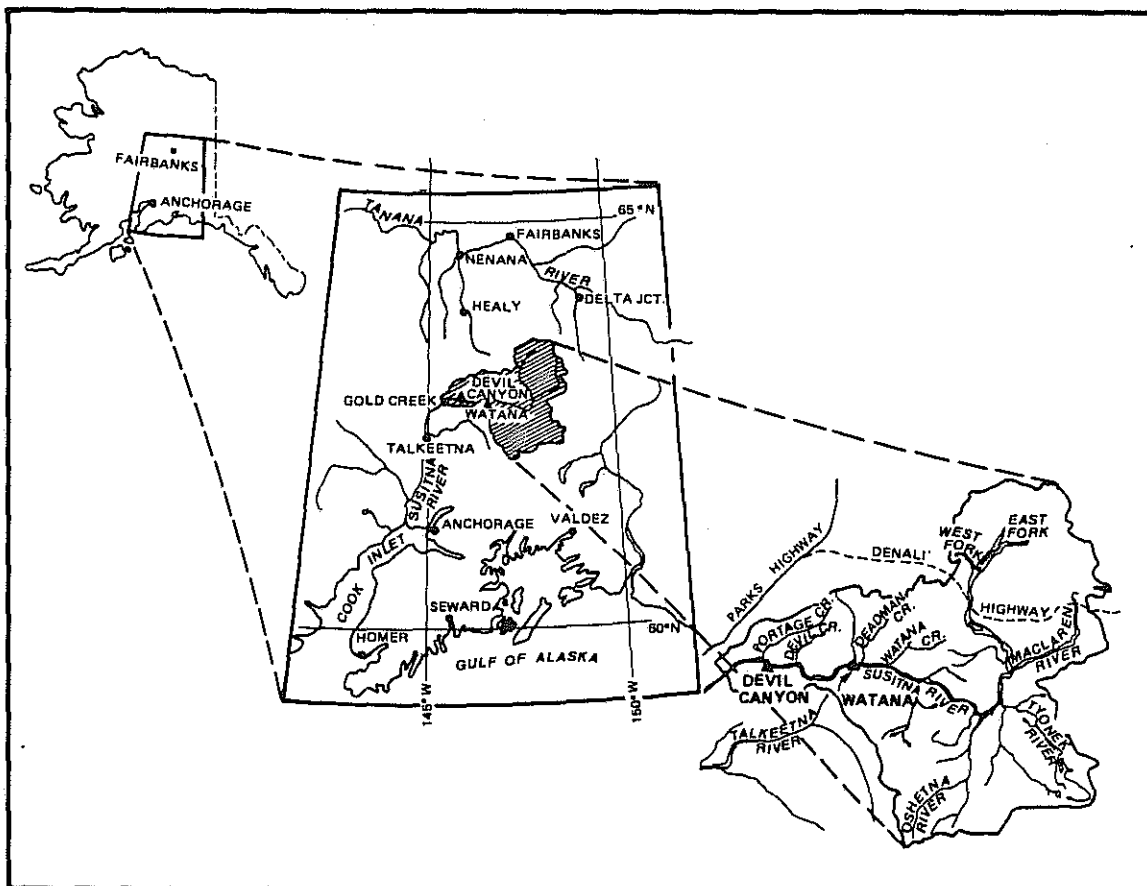 FAIRBANKS
ANCHORAGE
TANANA
65° N
FAIRBANKS
NENANA
RIVER
DELTA JCT.
HEALY
DEVIL
CANYON
GOLD CREEK
WATANA
TALKEETNA
SUSITNA
RIVER
ANCHORAGE
VALDEZ
COOK INLET
SEWARD
60° N
HOMER
GULF OF ALASKA
145° W
150° W
PARKS HIGHWAY
DENALI
HIGHWAY
WEST
FORK
EAST
FORK
PORTAGE CR.
DEVIL CR.
DEADMAN
CR.
WATANA
CR.
MACLAREN
RIVER
SUSITNA RIVER
DEVIL
CANYON
WATANA
TALKEETNA
RIVER
TYONEK
RIVER
OSHETNA
RIVER